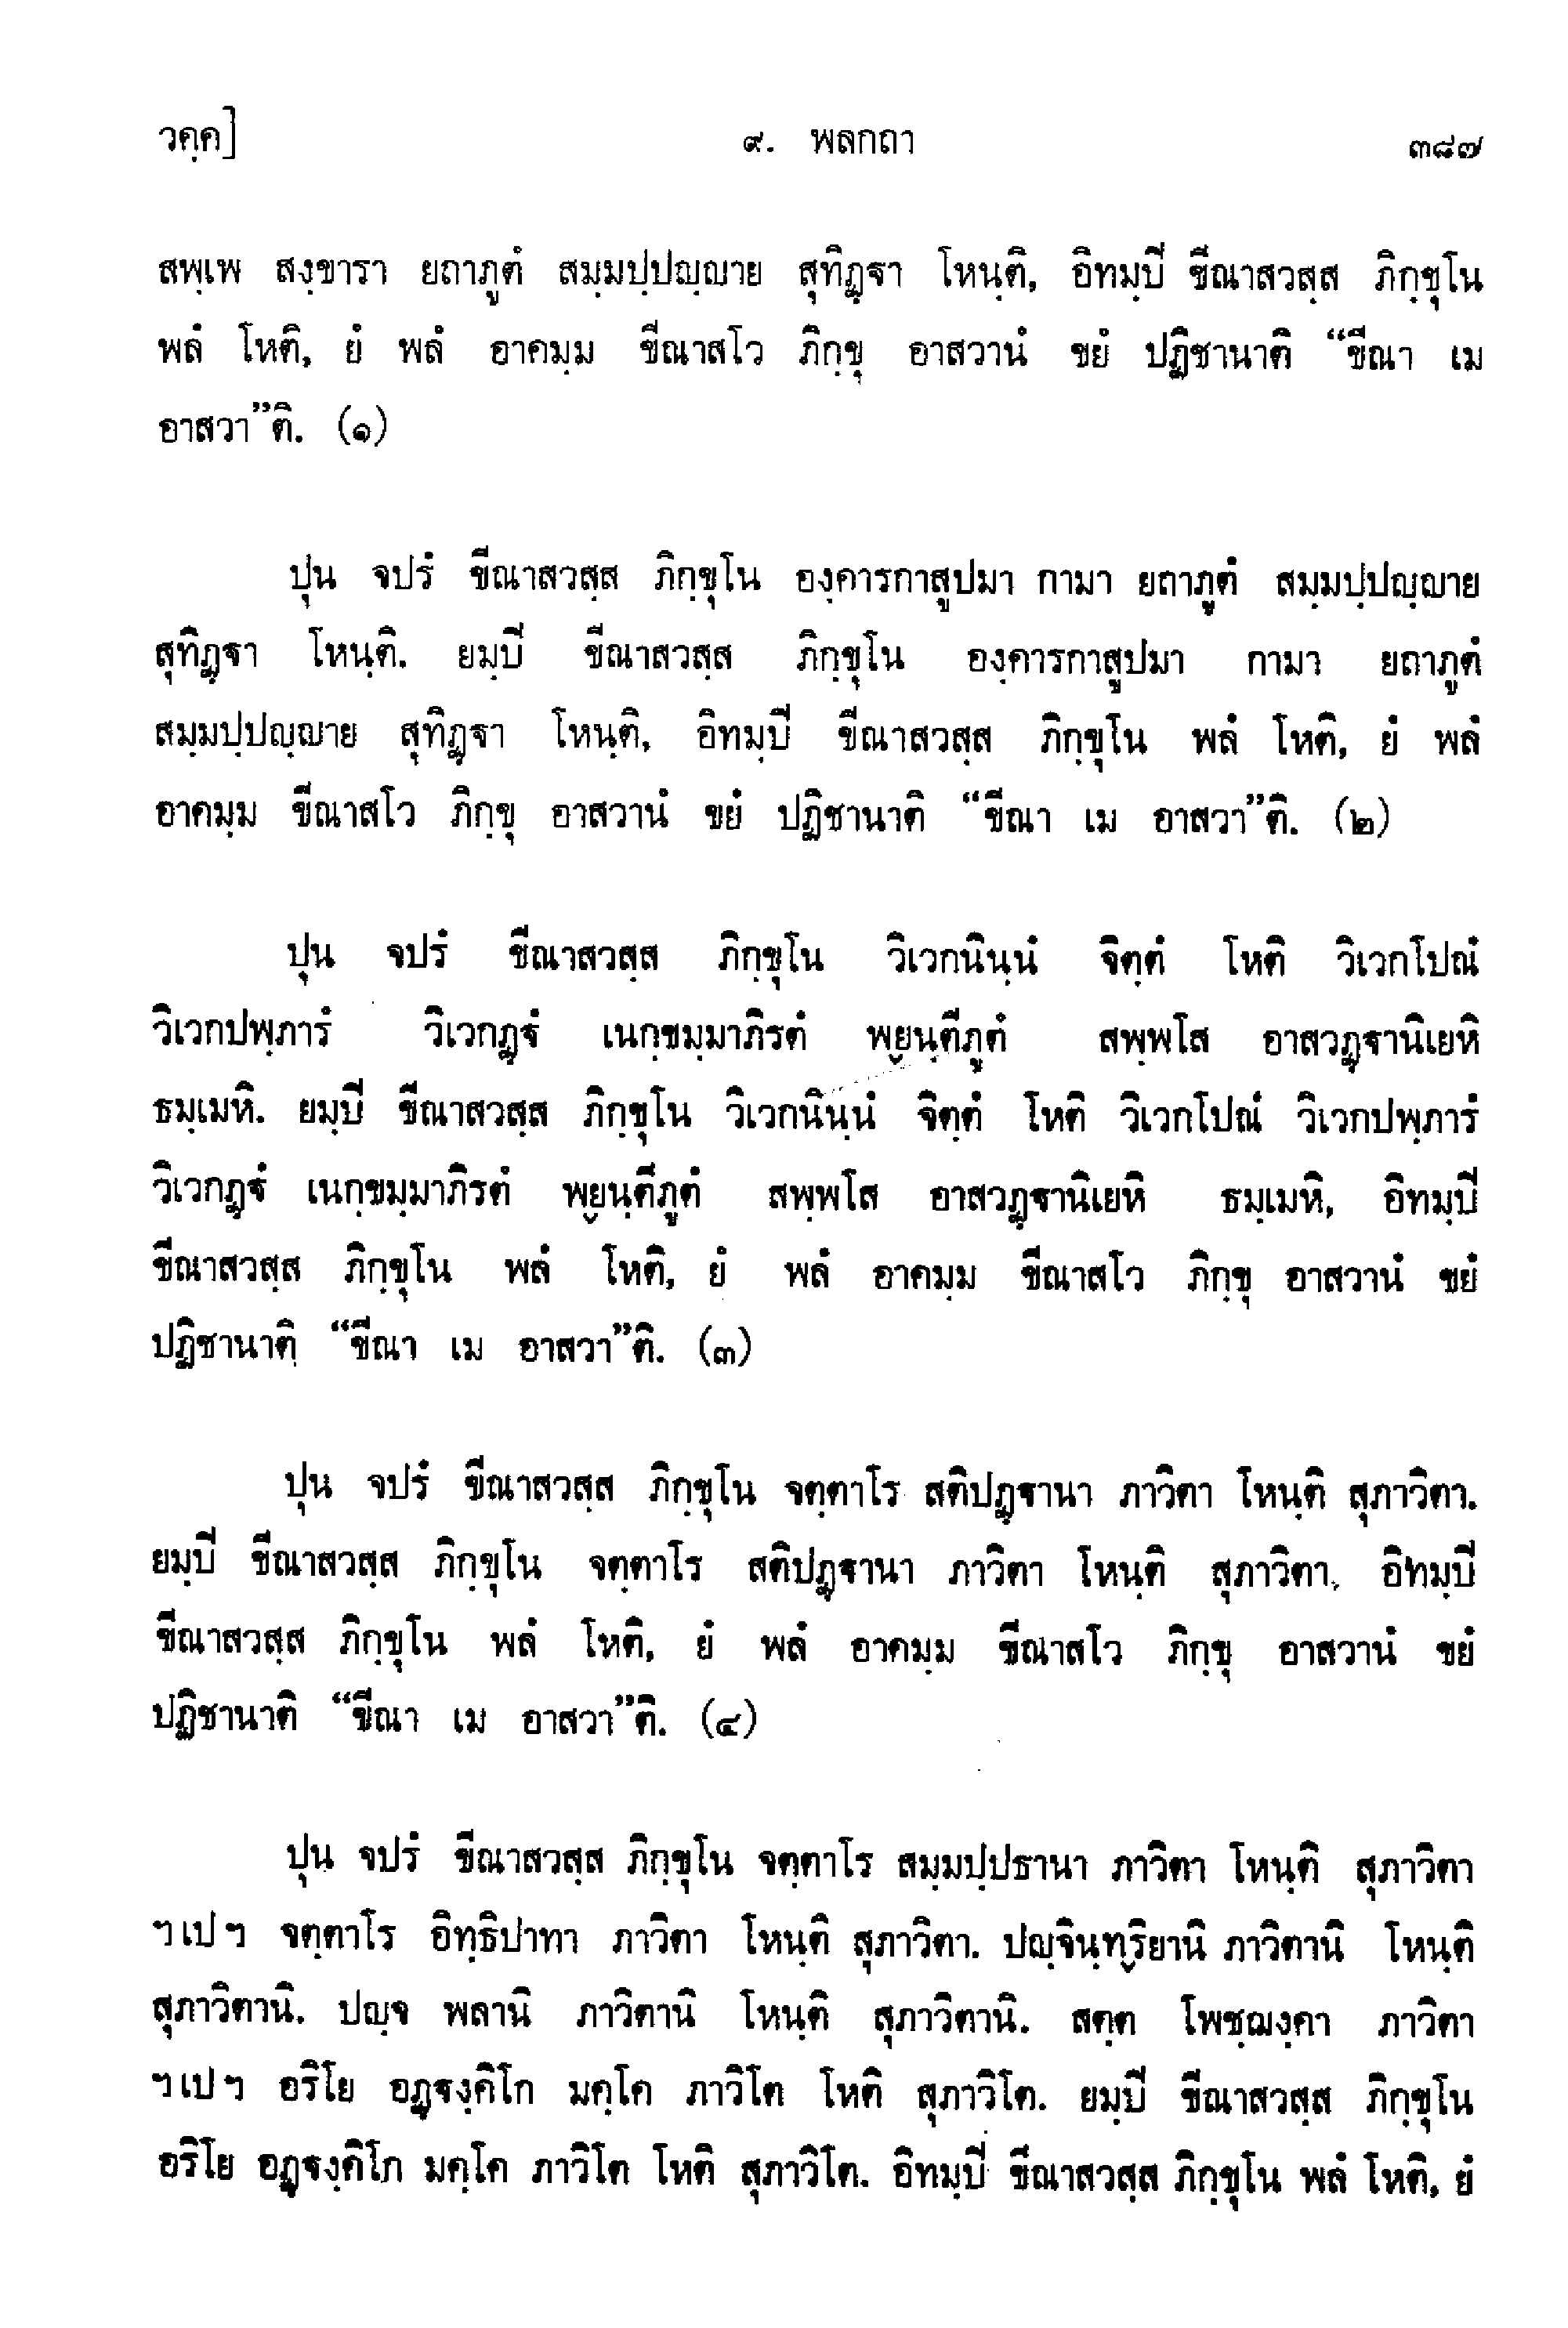 วคฺค]
๙. พลกถา
๓๘๗
สพฺเพ สงฺขารา ยถาภูตํ สมฺมปฺปญฺญาย สุทิฏฺฐา โหนฺติ, อิทมฺปิ ขีณาสวสฺส ภิกฺขุโน
พลํ โหติ, ยํ พลํ อาคมฺม ขีณาสโว ภิกฺขุ อาสวานํ ขยํ ปฏิชานาติ “ขีณา เม
อาสวา”ติ. (๑)
ปุน จปรํ ขีณาสวสฺส ภิกฺขุโน องฺคารกาสูปมา กามา ยถาภูตํ สมฺมปฺปญฺญาย
สุทิฏฺฐา โหนฺติ. ยมฺปิ ขีณาสวสฺส ภิกฺขุโน องฺคารกาสูปมา กามา ยถาภูตํ
สมฺมปฺปญฺญาย สุทิฏฺฐา โหนฺติ, อิทมฺปิ ขีณาสวสฺส ภิกฺขุโน พลํ โหติ, ยํ พลํ
อาคมฺม ขีณาสโว ภิกฺขุ อาสวานํ ขยํ ปฏิชานาติ “ขีณา เม อาสวา”ติ. (๒)
ปุน จปรํ ขีณาสวสฺส ภิกฺขุโน วิเวกนินฺนํ จิตฺตํ โหติ วิเวกโปณํ
วิเวกปพฺภารํ วิเวกฏฺฐํ เนกฺขมฺมาภิรตํ พฺยนฺตีภูตํ สพฺพโส อาสวฏฺฐานิเยหิ
ธมฺเมหิ. ยมฺปิ ขีณาสวสฺส ภิกฺขุโน วิเวกนินฺนํ จิตฺตํ โหติ วิเวกโปณํ วิเวกปพฺภารํ
วิเวกฏฺฐํ เนกฺขมฺมาภิรตํ พฺยนฺตีภูตํ สพฺพโส อาสวฏฺฐานิเยหิ ธมฺเมหิ, อิทมฺปิ
ขีณาสวสฺส ภิกฺขุโน พลํ โหติ, ยํ พลํ อาคมฺม ขีณาสโว ภิกฺขุ อาสวานํ ขยํ
ปฏิชานาติ “ขีณา เม อาสวา”ติ. (๓)
ปุน จปรํ ขีณาสวสฺส ภิกฺขุโน จตฺตาโร สติปฏฺฐานา ภาวิตา โหนฺติ สุภาวิตา.
ยมฺปิ ขีณาสวสฺส ภิกฺขุโน จตฺตาโร สติปฏฺฐานา ภาวิตา โหนฺติ สุภาวิตา, อิทมฺปิ
ขีณาสวสฺส ภิกฺขุโน พลํ โหติ, ยํ พลํ อาคมฺม ขีณาสโว ภิกฺขุ อาสวานํ ขยํ
ปฏิชานาติ “ขีณา เม อาสวา”ติ. (๔)
ปุน จปรํ ขีณาสวสฺส ภิกฺขุโน จตฺตาโร สมฺมปฺปธานา ภาวิตา โหนฺติ สุภาวิตา
ฯเปฯ จตฺตาโร อิทฺธิปาทา ภาวิตา โหนฺติ สุภาวิตา. ปญฺจินฺทฺริยานิ ภาวิตานิ โหนฺติ
สุภาวิตานิ. ปญฺจ พลานิ ภาวิตานิ โหนฺติ สุภาวิตานิ. สตฺต โพชฺฌงฺคา ภาวิตา
ฯเปฯ อริโย อฏฺฐงฺคิโก มคฺโค ภาวิโต โหติ สุภาวิโต. ยมฺปิ ขีณาสวสฺส ภิกฺขุโน
อริโย อฏฺฐงฺคิโก มคฺโค ภาวิโต โหติ สุภาวิโต. อิทมฺปิ ขีณาสวสฺส ภิกฺขุโน พลํ โหติ, ยํ